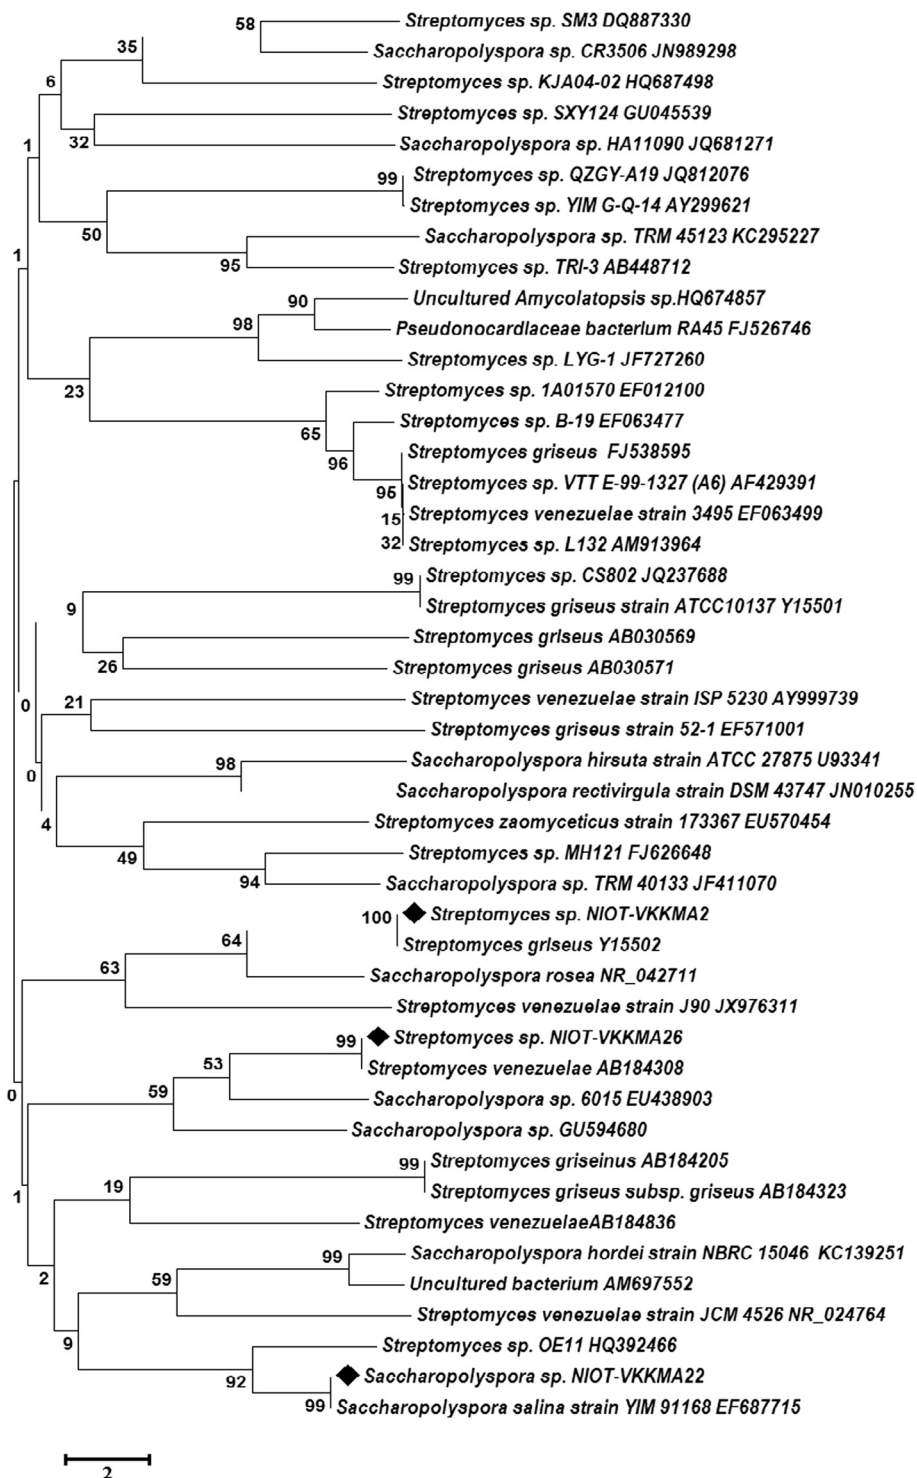 58
Streptomyces sp. SM3 DQ887330
Saccharopolyspora sp. CR3506 JN989298
35
Streptomyces sp. KJA04-02 HQ687498
6
Streptomyces sp. SXY124 GU045539
32
Saccharopolyspora sp. HA11090 JQ681271
1
99
Streptomyces sp. QZGY-A19 JQ812076
Streptomyces sp. YIM G-Q-14 AY299621
50
Saccharopolyspora sp. TRM 45123 KC295227
95
Streptomyces sp. TRI-3 AB448712
1
90
Uncultured Amycolatopsis sp.HQ674857
98
Pseudonocardiaceae bacterium RA45 FJ526746
Streptomyces sp. LYG-1 JF727260
23
Streptomyces sp. 1A01570 EF012100
65
Streptomyces sp. B-19 EF063477
96
Streptomyces griseus FJ538595
95
Streptomyces sp. VTT E-99-1327 (A6) AF429391
15
Streptomyces venezuelae strain 3495 EF063499
32
Streptomyces sp. L132 AM913964
99
Streptomyces sp. CS802 JQ237688
9
Streptomyces griseus strain ATCC10137 Y15501
Streptomyces griseus AB030569
26
Streptomyces griseus AB030571
0
21
Streptomyces venezuelae strain ISP 5230 AY999739
Streptomyces griseus strain 52-1 EF571001
0
98
Saccharopolyspora hirsuta strain ATCC 27875 U93341
Saccharopolyspora rectivirgula strain DSM 43747 JN010255
4
Streptomyces zaomyceticus strain 173367 EU570454
49
Streptomyces sp. MH121 FJ626648
94
Saccharopolyspora sp. TRM 40133 JF411070
100
Streptomyces sp. NIOT-VKKMA2
Streptomyces griseus Y15502
64
63
Saccharopolyspora rosea NR_042711
Streptomyces venezuelae strain J90 JX976311
99
Streptomyces sp. NIOT-VKKMA26
53
Streptomyces venezuelae AB184308
59
Saccharopolyspora sp. 6015 EU438903
0
Saccharopolyspora sp. GU594680
99
Streptomyces griseinus AB184205
1
19
Streptomyces griseus subsp. griseus AB184323
Streptomyces venezuelaeAB184836
99
Saccharopolyspora hordei strain NBRC 15046 KC139251
2
59
Uncultured bacterium AM697552
Streptomyces venezuelae strain JCM 4526 NR_024764
9
Streptomyces sp. OE11 HQ392466
92
Saccharopolyspora sp. NIOT-VKKMA22
99
Saccharopolyspora salina strain YIM 91168 EF687715
2